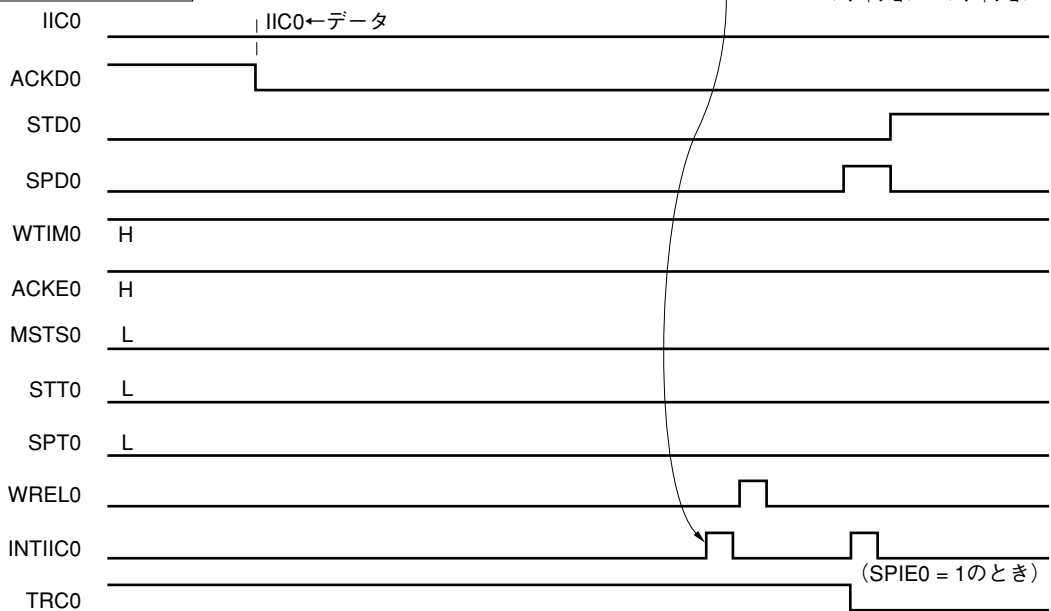 IIC0
IIC0←データ
ACKD0
STD0
SPD0
WTIM0 H
ACKE0 H
MSTS0 L
STT0 L
SPT0 L
WREL0
INTIIC0
(SPIE0 = 1のとき)
TRC0